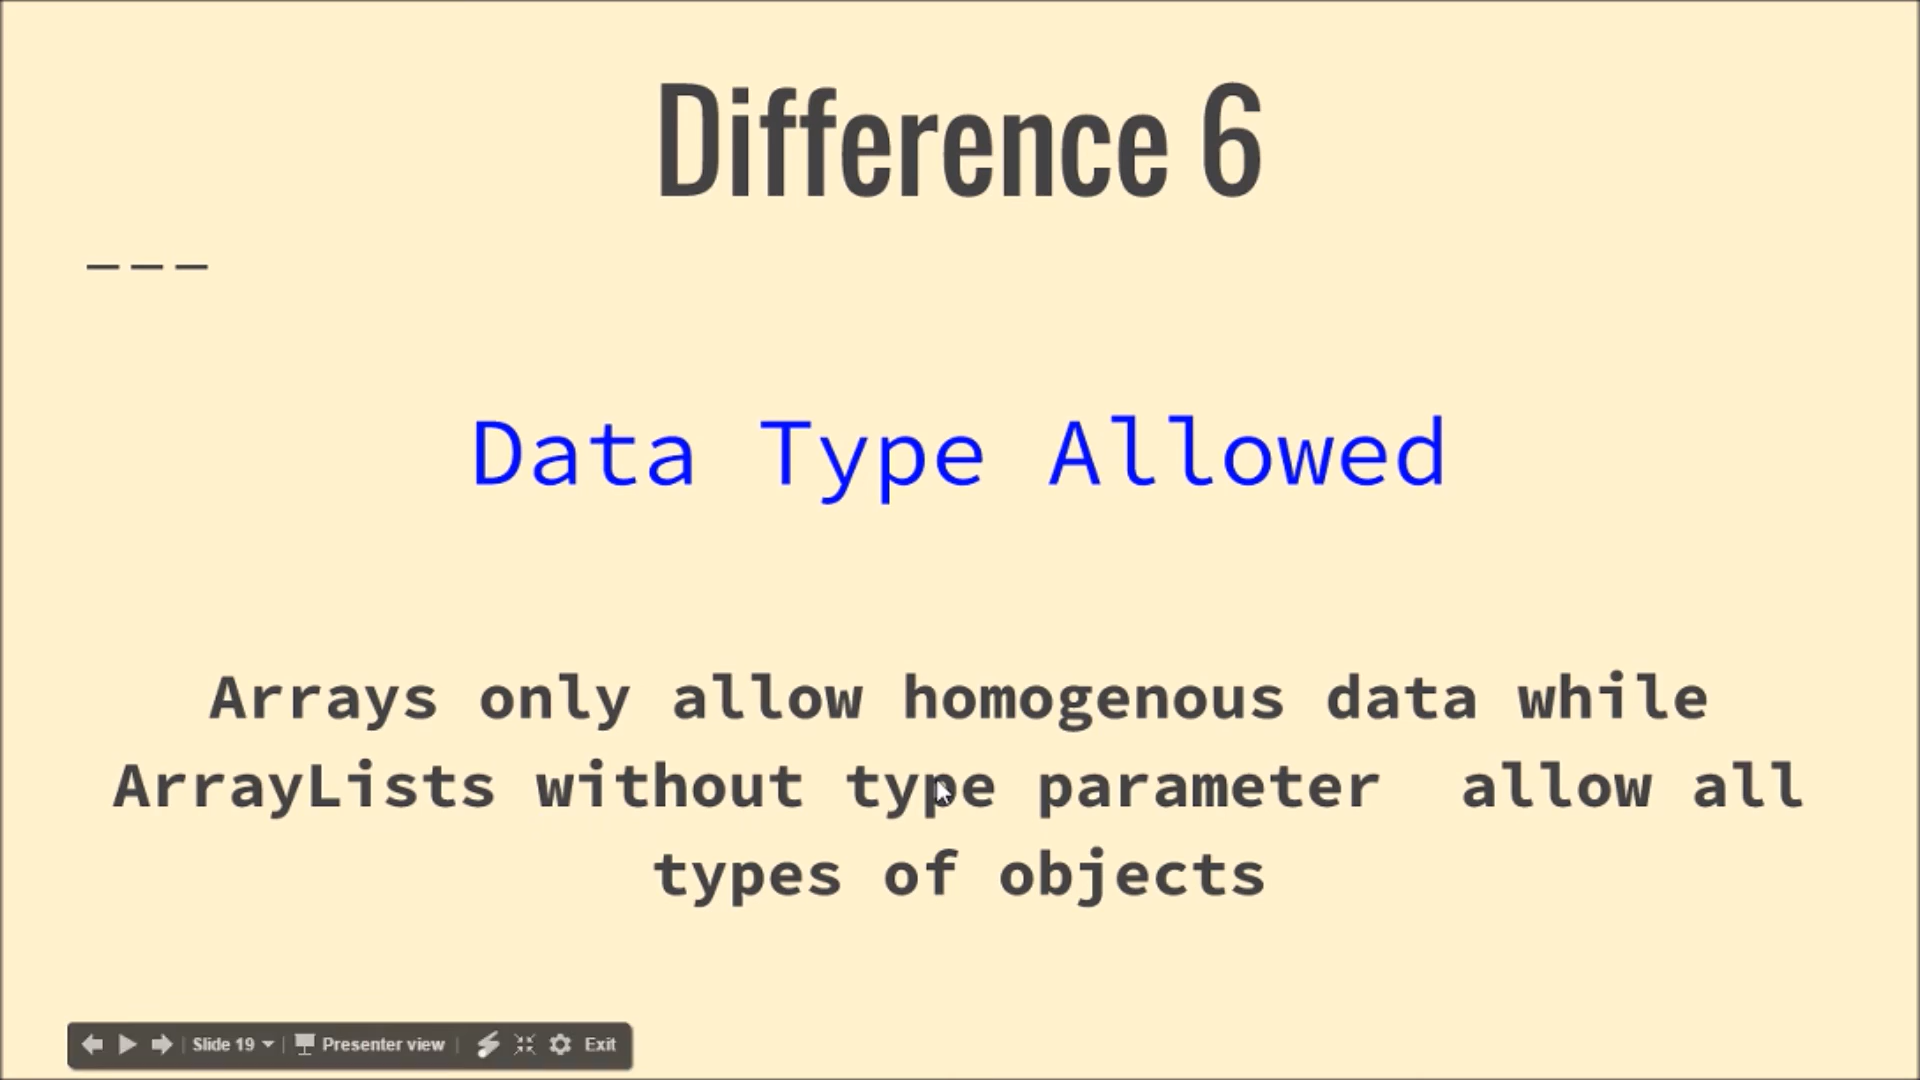 Difference 6
___
Data Type Allowed
Arrays only allow homogenous data while
ArrayLists without type parameter  allow all
types of objects
Slide 19 | Presenter view | Exit